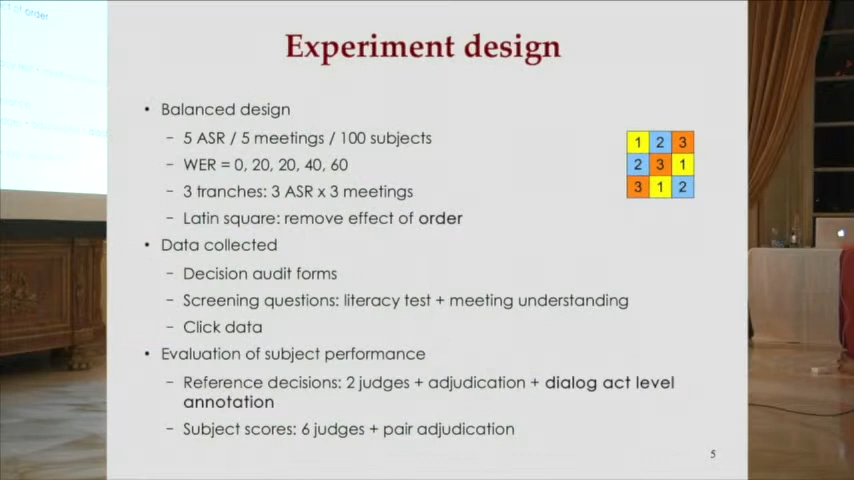 of order
Experiment design
• Balanced design
– 5 ASR / 5 meetings / 100 subjects
– WER = 0, 20, 20, 40, 60
– 3 tranches: 3 ASR x 3 meetings
– Latin square: remove effect of order
1 2 3
2 3 1
3 1 2
• Data collected
– Decision audit forms
– Screening questions: literacy test + meeting understanding
– Click data
• Evaluation of subject performance
– Reference decisions: 2 judges + adjudication + dialog act level
annotation
– Subject scores: 6 judges + pair adjudication
5